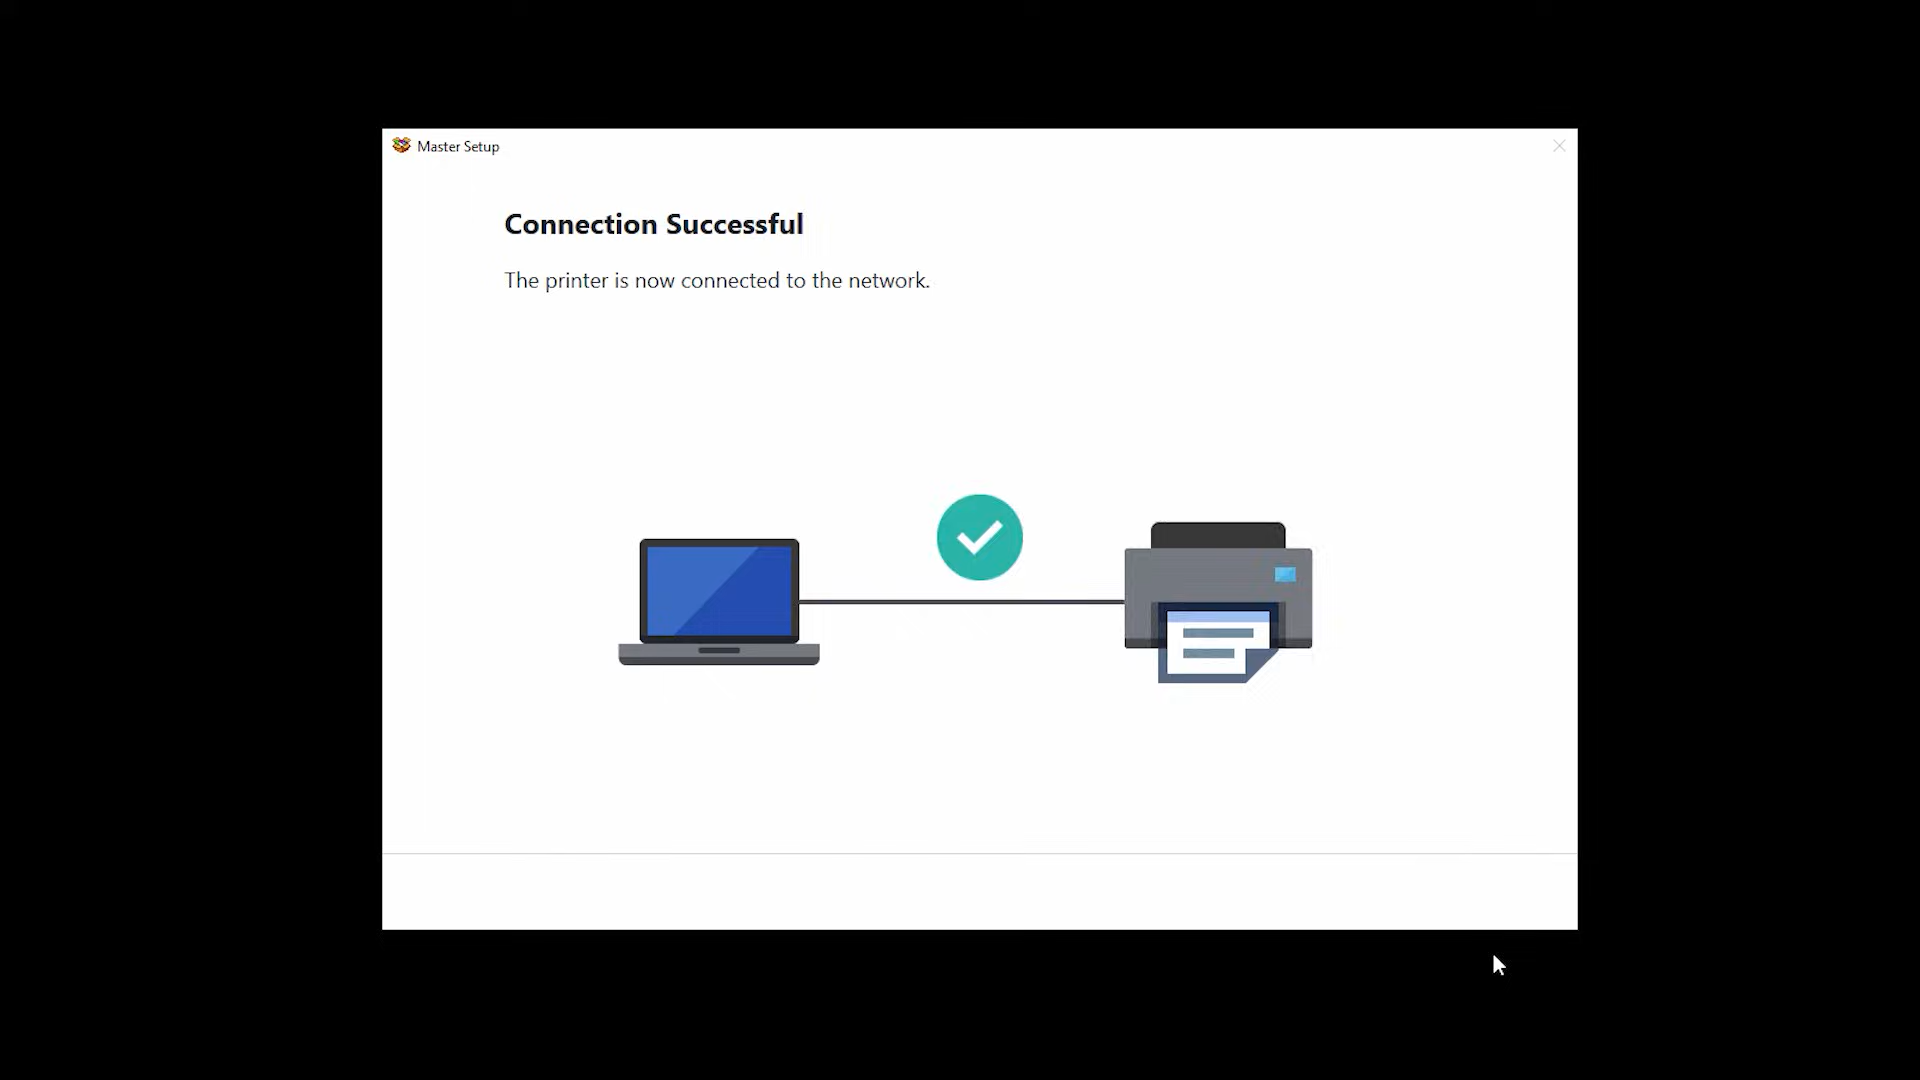 Master Setup
Connection Successful
The printer is now connected to the network.